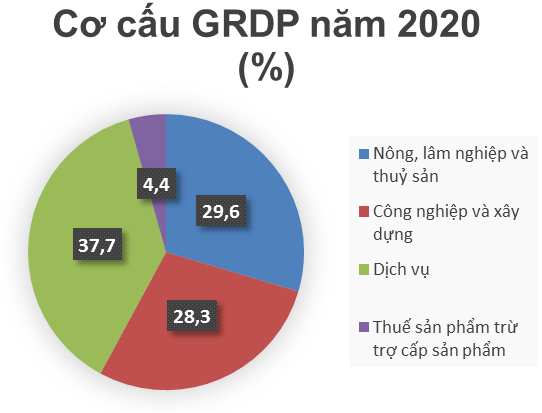 Cơ cấu GRDP năm 2020
(%)
4,4
29,6
37,7
28,3
Nông, lâm nghiệp và
thuỷ sản
Công nghiệp và xây
dựng
Dịch vụ
Thuế sản phẩm trừ
trợ cấp sản phẩm